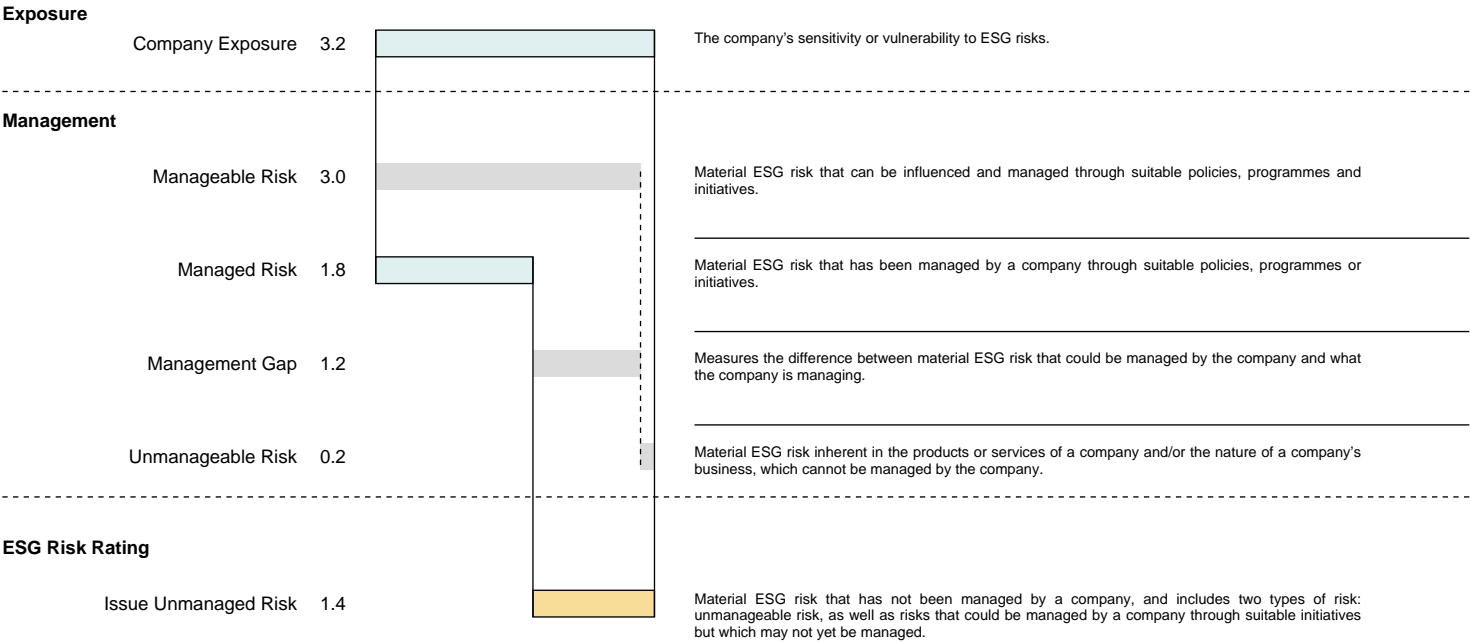 Exposure
Company Exposure 3.2
The company’s sensitivity or vulnerability to ESG risks.
Management
Manageable Risk 3.0
Material ESG risk that can be influenced and managed through suitable policies, programmes and
initiatives.
Managed Risk 1.8
Material ESG risk that has been managed by a company through suitable policies, programmes or
initiatives.
Management Gap 1.2
Measures the difference between material ESG risk that could be managed by the company and what
the company is managing.
Unmanageable Risk 0.2
Material ESG risk inherent in the products or services of a company and/or the nature of a company’s
business, which cannot be managed by the company.
ESG Risk Rating
Issue Unmanaged Risk 1.4
Material ESG risk that has not been managed by a company, and includes two types of risk:
unmanageable risk, as well as risks that could be managed by a company through suitable initiatives
but which may not yet be managed.